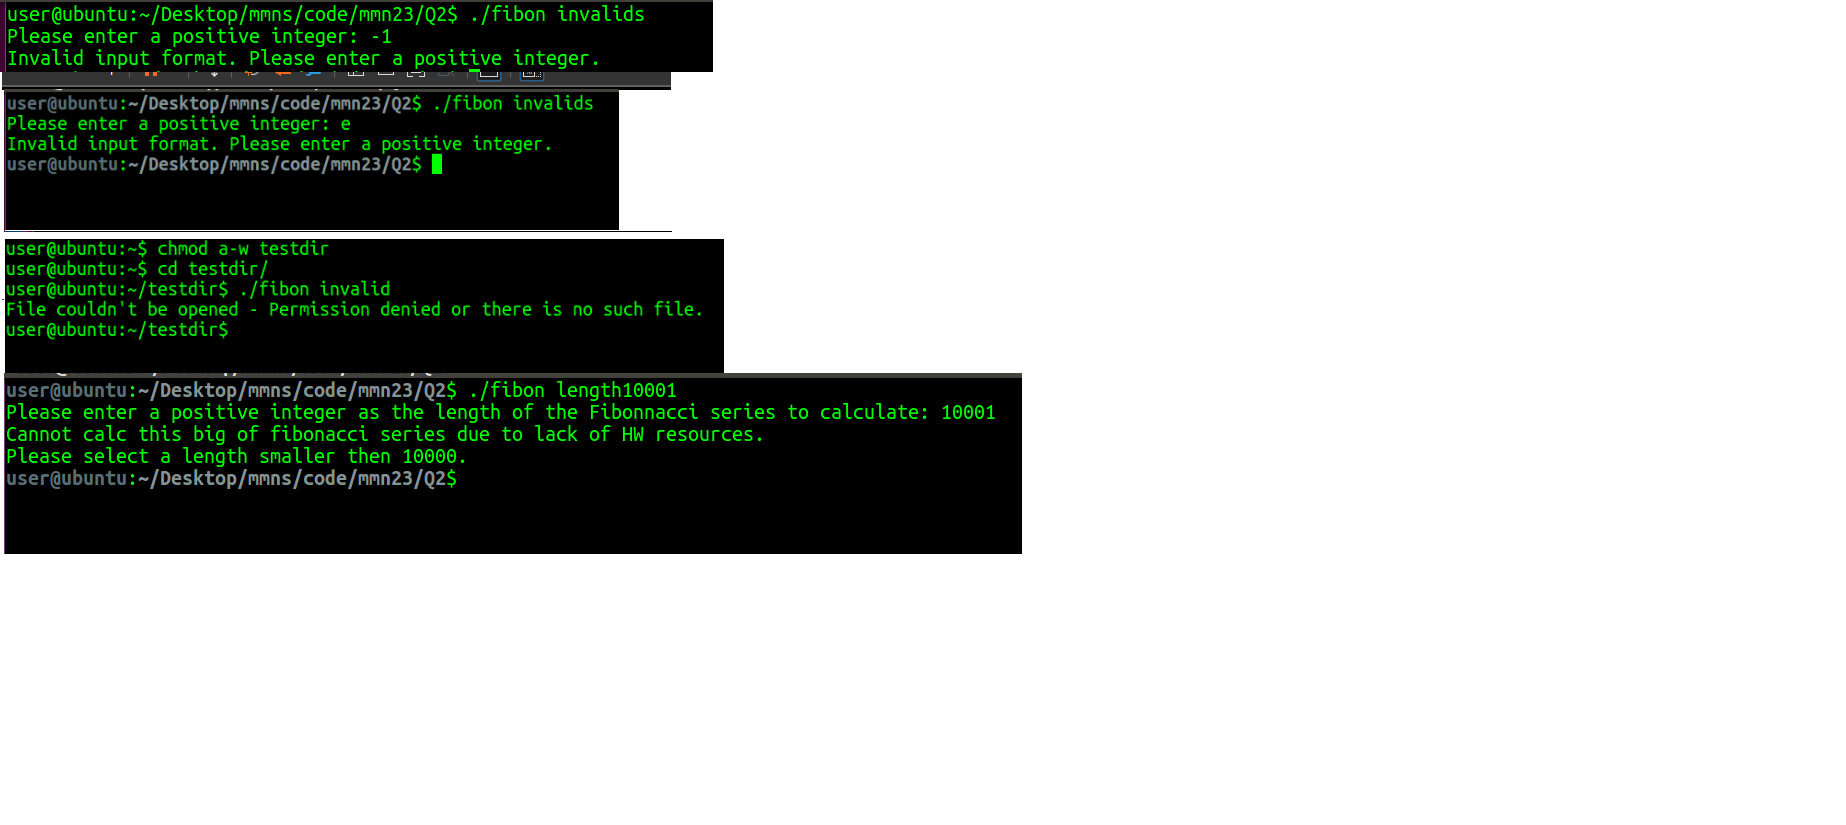 user@ubuntu:~/Desktop/mmns/code/mmn23/Q2$ ./fibon invalids
Please enter a positive integer: -1
Invalid input format. Please enter a positive integer.
user@ubuntu:~/Desktop/mmns/code/mmn23/Q2$ ./fibon invalids
Please enter a positive integer: e
Invalid input format. Please enter a positive integer.
user@ubuntu:~/Desktop/mmns/code/mmn23/Q2$
user@ubuntu:~$ chmod a-w testdir
user@ubuntu:~$ cd testdir/
user@ubuntu:~/testdir$ ./fibon invalid
File couldn't be opened - Permission denied or there is no such file.
user@ubuntu:~/testdir$
user@ubuntu:~/Desktop/mmns/code/mmn23/Q2$ ./fibon length10001
Please enter a positive integer as the length of the Fibonnacci series to calculate: 10001
Cannot calc this big of fibonacci series due to lack of HW resources.
Please select a length smaller then 10000.
user@ubuntu:~/Desktop/mmns/code/mmn23/Q2$